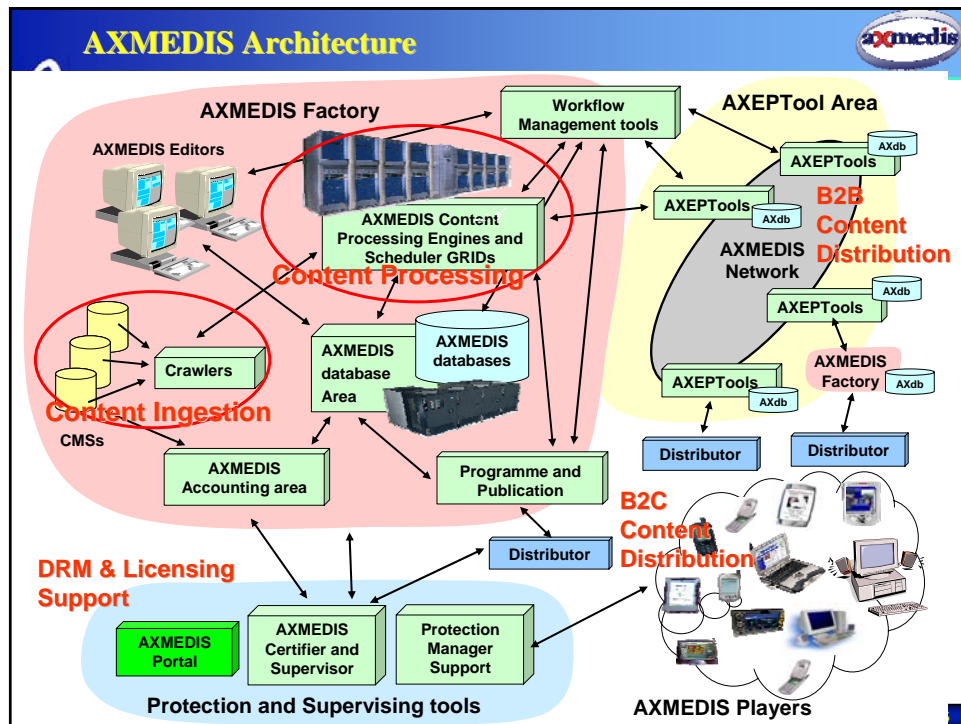 AXMEDIS Architecture
axmedis
AXMEDIS Factory
Workflow
Management tools
AXEPTool Area
AXMEDIS Editors
AXEPTools
AXdb
AXEPTools
AXdb
B2B
Content
Distribution
AXMEDIS
Network
AXMEDIS Content
Processing Engines and
Scheduler GRIDs
Content Processing
AXEPTools
AXdb
AXMEDIS
database
Area
AXMEDIS
databases
Crawlers
Content Ingestion
CMSs
AXMEDIS
Factory
AXdb
AXEPTools
AXdb
Distributor
Distributor
AXMEDIS
Accounting area
Programme and
Publication
B2C
Content
Distribution
Distributor
DRM & Licensing
Support
AXMEDIS
Portal
AXMEDIS
Certifier and
Supervisor
Protection
Manager
Support
Protection and Supervising tools
AXMEDIS Players